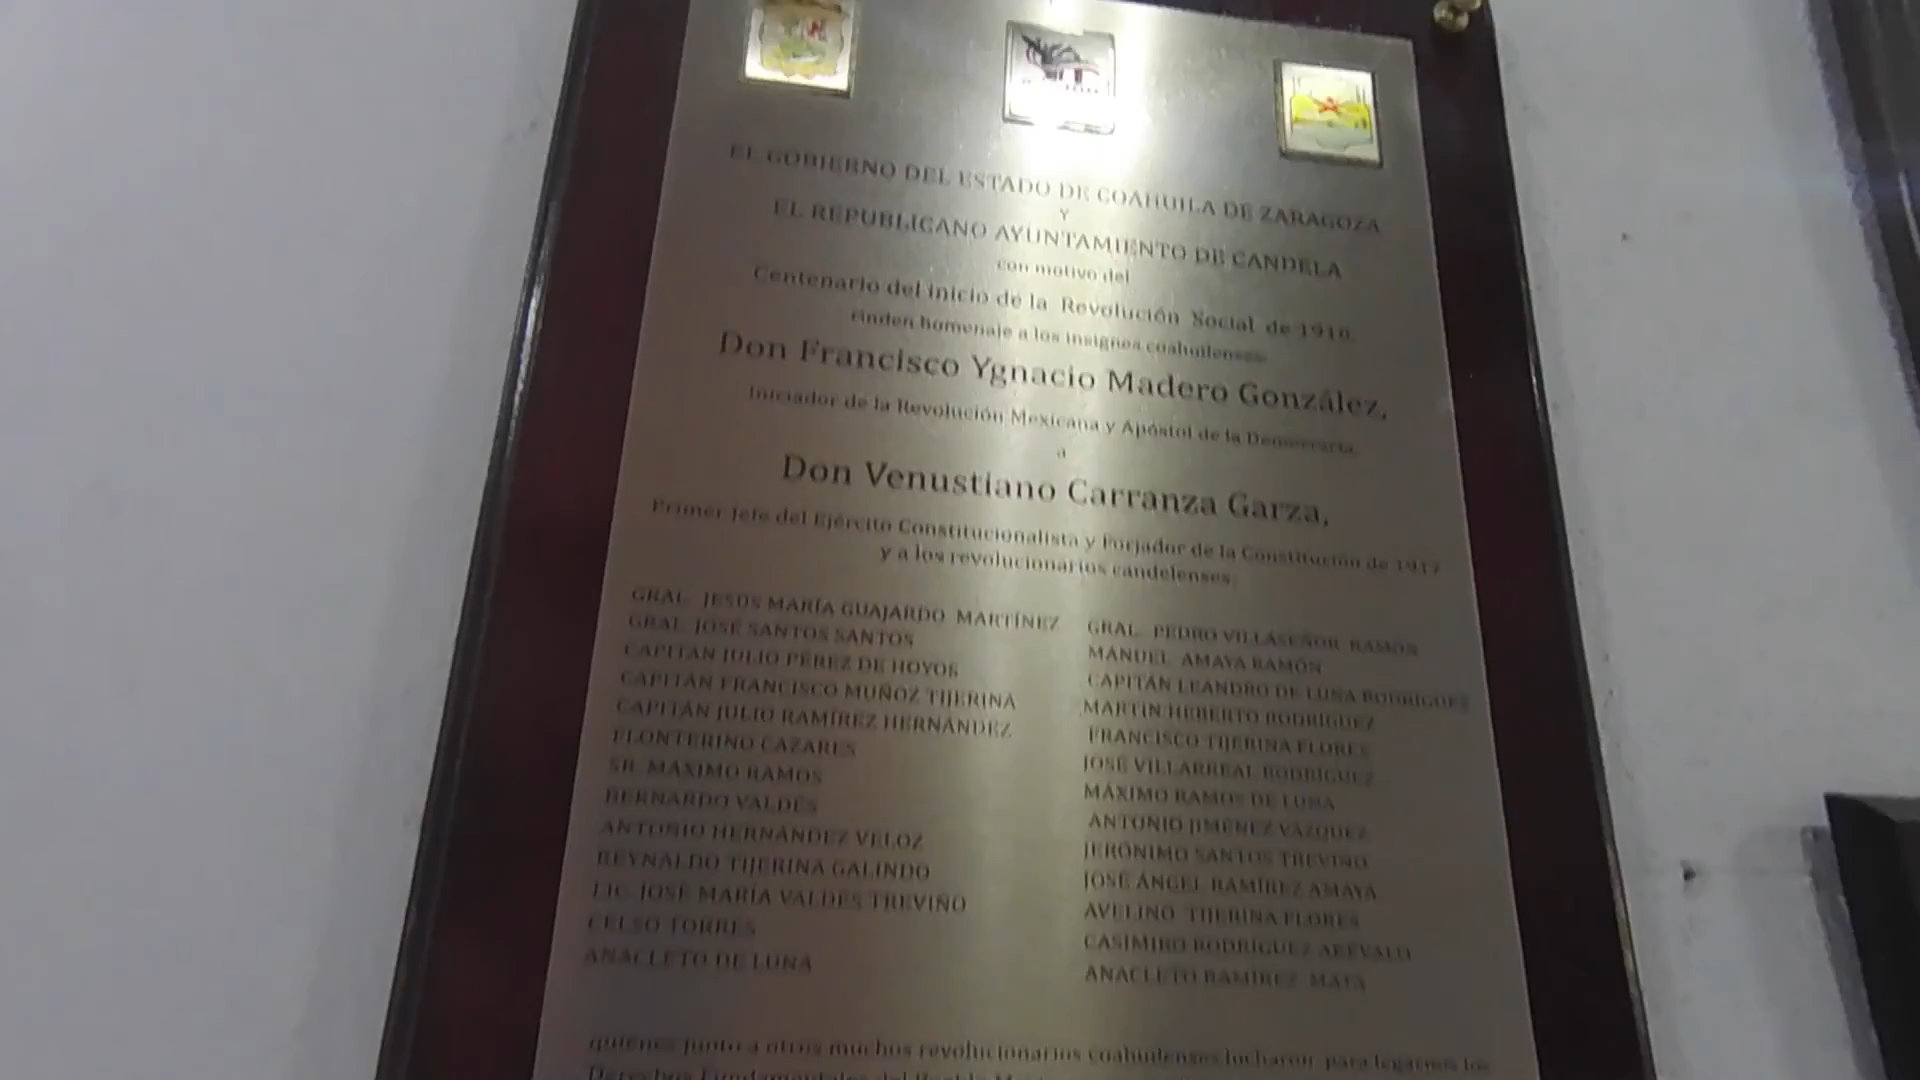 EL GOBIERNO DEL ESTADO DE COAHUILA DE ZARAGOZA
Y
EL REPUBLICANO AYUNTAMIENTO DE CANDELA
con motivo del
Centenario del inicio de la Revolución Social de 1910
rinden homenaje a los insignes coahuilenses
Don Francisco Ygnacio Madero González,
Iniciador de la Revolución Mexicana y Apóstol de la Democracia,
a
Don Venustiano Carranza Garza,
Primer Jefe del Ejército Constitucionalista y Forjador de la Constitución de 1917
y a los revolucionarios candelenses:
GRAL. JESÚS MARÍA GUAJARDO MARTÍNEZ
GRAL. JOSÉ SANTOS SANTOS
CAPITÁN JULIO PÉREZ DE HOYOS
CAPITÁN FRANCISCO MUÑOZ TIJERINA
CAPITÁN JULIO RAMÍREZ HERNÁNDEZ
FLONTERINO CAZARES
SR. MÁXIMO RAMOS
BERNARDO VALDÉS
ANTONIO HERNÁNDEZ VELOZ
REYNALDO TIJERINA GALINDO
LIC. JOSÉ MARÍA VALDÉS TREVIÑO
CELSO TORRES
ANACLETO DE LUNA
GRAL. PEDRO VILLASEÑOR RAMÓN
MANUEL AMAYA RAMÓN
CAPITÁN LEANDRO DE LUNA RODRÍGUEZ
MARTIN HEBERTO RODRÍGUEZ
FRANCISCO TIJERINA FLORES
JOSÉ VILLARREAL RODRÍGUEZ
MÁXIMO RAMOS DE LUNA
ANTONIO JIMÉNEZ VÁZQUEZ
JERÓNIMO SANTOS TREVIÑO
JOSÉ ÁNGEL RAMÍREZ AMAYA
AVELINO TIJERINA FLORES
CASIMIRO RODRÍGUEZ ARÉVALO
ANACLETO RAMÍREZ MATA
quienes junto a otros muchos revolucionarios coahuilenses lucharon para legarnos los
Derechos Fundamentales del Pueblo